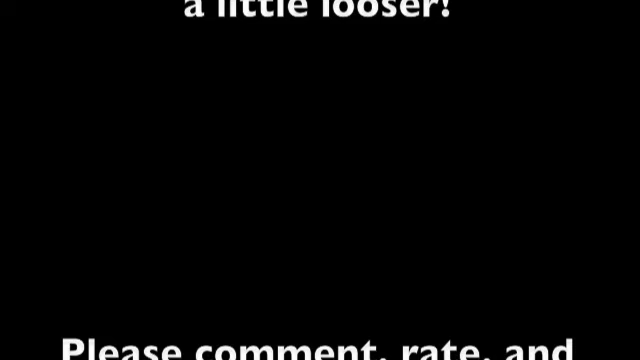 a little looser!
Please comment, rate, and